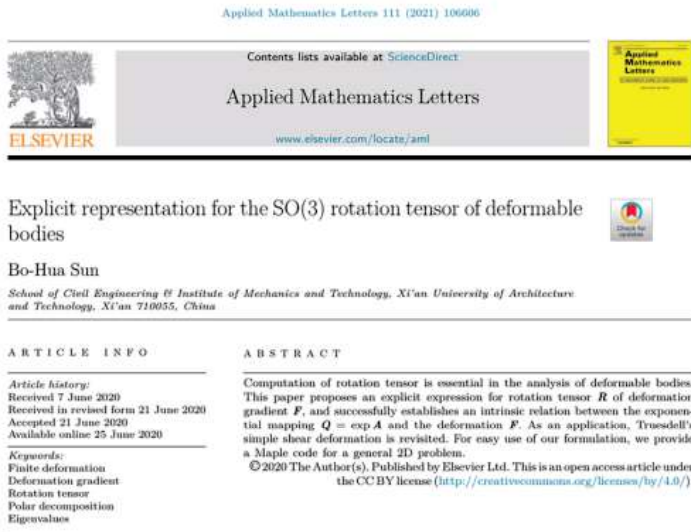 Applied Mathematics Letters 111 (2021) 106606
Contents lists available at ScienceDirect
Applied Mathematics Letters
www.elsevier.com/locate/aml
ELSEVIER
Applied
Mathematics
Letters
Explicit representation for the SO(3) rotation tensor of deformable
bodies
Check for
updates
Bo-Hua Sun
School of Civil Engineering & Institute of Mechanics and Technology, Xi'an University of Architecture
and Technology, Xi'an 710055, China
ARTICLE INFO
Article history:
Received 7 June 2020
Received in revised form 21 June 2020
Accepted 21 June 2020
Available online 25 June 2020
Keywords:
Finite deformation
Deformation gradient
Rotation tensor
Polar decomposition
Eigenvalues
ABSTRACT
Computation of rotation tensor is essential in the analysis of deformable bodies
This paper proposes an explicit expression for rotation tensor R of deformation
gradient F, and successfully establishes an intrinsic relation between the exponen-
tial mapping Q = exp A and the deformation F. As an application, Truesdell's
simple shear deformation is revisited. For easy use of our formulation, we provide
a Maple code for a general 2D problem.
©2020 The Author(s). Published by Elsevier Ltd. This is an open access article under
the CC BY license (http://creativecommons.org/licenses/by/4.0/)